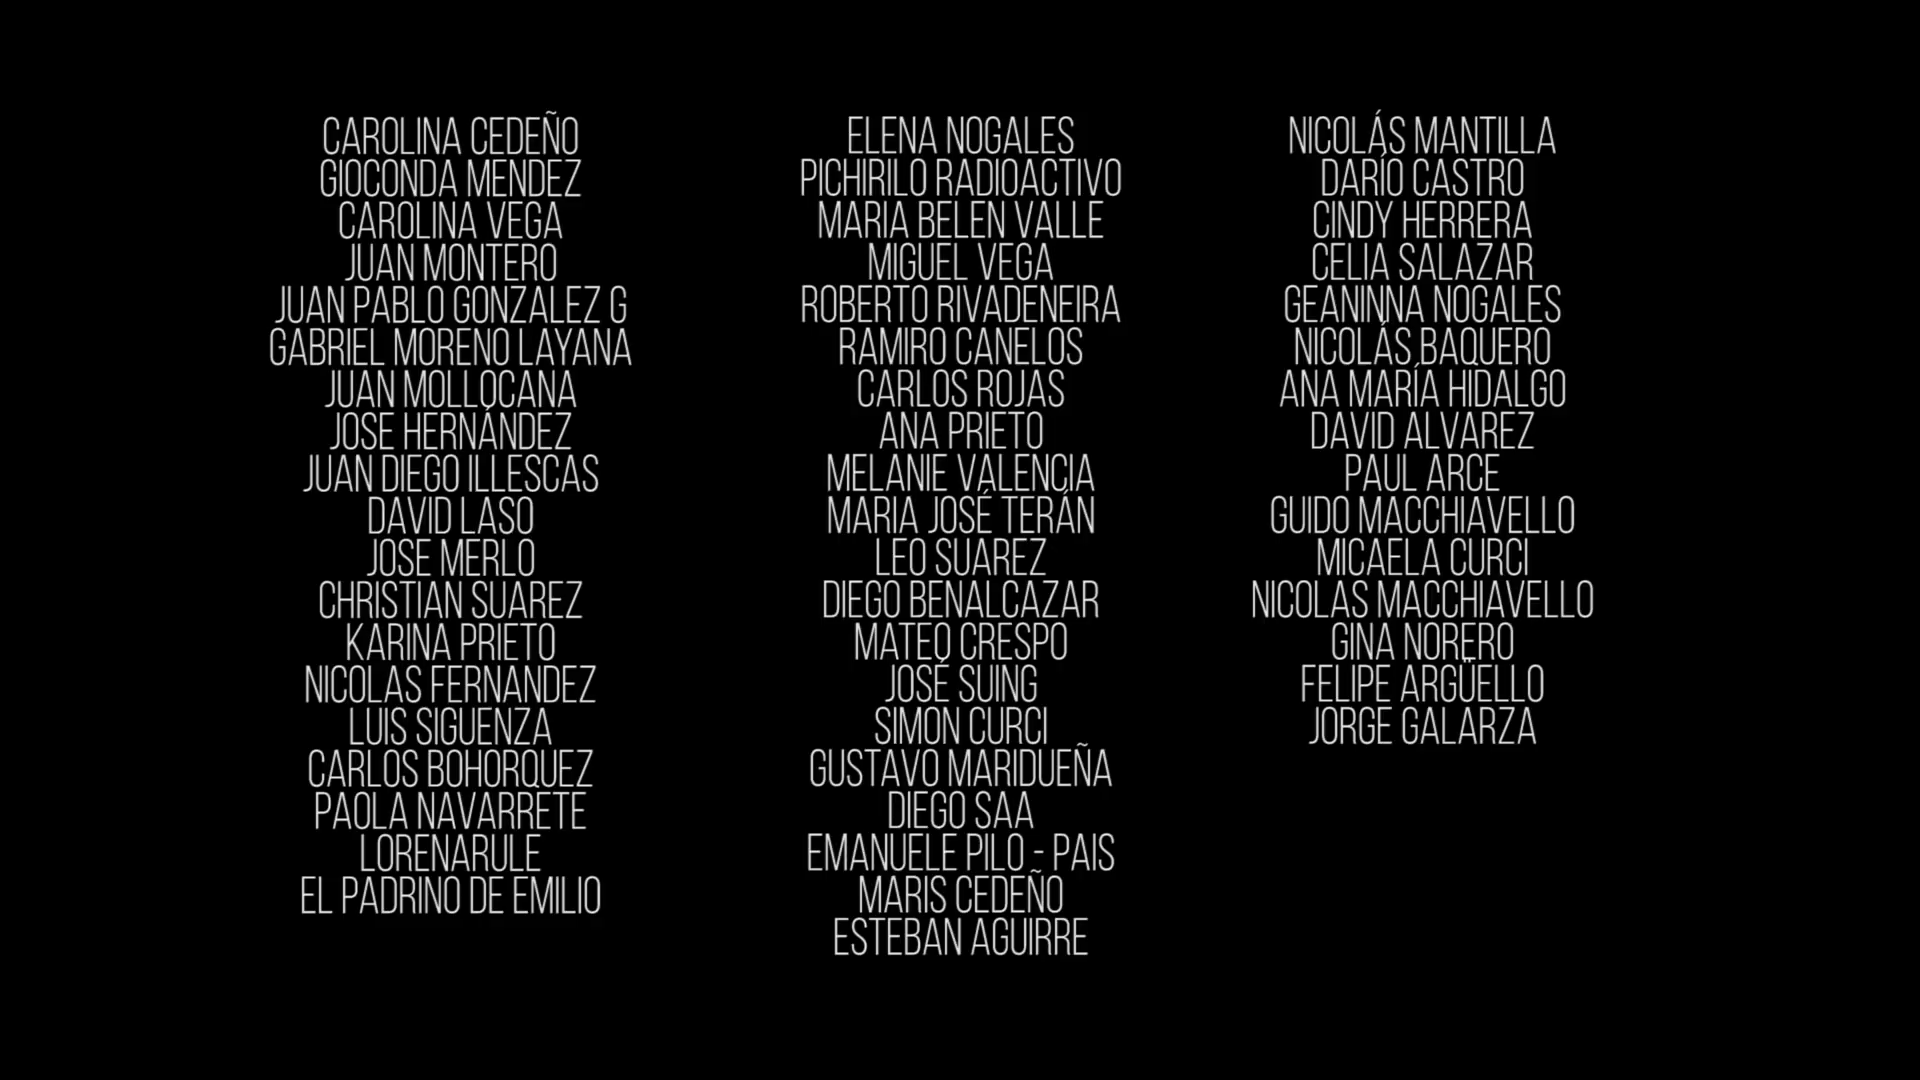 CAROLINA CEDEÑO
GIOCONDA MENDEZ
CAROLINA VEGA
JUAN MONTERO
JUAN PABLO GONZALEZ G
GABRIEL MORENO LAYANA
JUAN MOLLOCANA
JOSE HERNÁNDEZ
JUAN DIEGO ILLESCAS
DAVID LASO
JOSE MERLO
CHRISTIAN SUAREZ
KARINA PRIETO
NICOLAS FERNANDEZ
LUIS SIGUENZA
CARLOS BOHORQUEZ
PAOLA NAVARRETE
LORENARULE
EL PADRINO DE EMILIO
ELENA NOGALES
PICHIRILO RADIOACTIVO
MARIA BELEN VALLE
MIGUEL VEGA
ROBERTO RIVADENEIRA
RAMIRO CANELOS
CARLOS ROJAS
ANA PRIETO
MELANIE VALENCIA
MARIA JOSÉ TERÁN
LEO SUAREZ
DIEGO BENALCAZAR
MATEO CRESPO
JOSÉ SUING
SIMON CURCI
GUSTAVO MARIDUEÑA
DIEGO SAA
EMANUELE PILO - PAIS
MARIS CEDEÑO
ESTEBAN AGUIRRE
NICOLÁS MANTILLA
DARÍO CASTRO
CINDY HERRERA
CELIA SALAZAR
GEANINNA NOGALES
NICOLÁS BAQUERO
ANA MARÍA HIDALGO
DAVID ALVAREZ
PAUL ARCE
GUIDO MACCHIAVELLO
MICAELA CURCI
NICOLAS MACCHIAVELLO
GINA NORERO
FELIPE ARGÜELLO
JORGE GALARZA